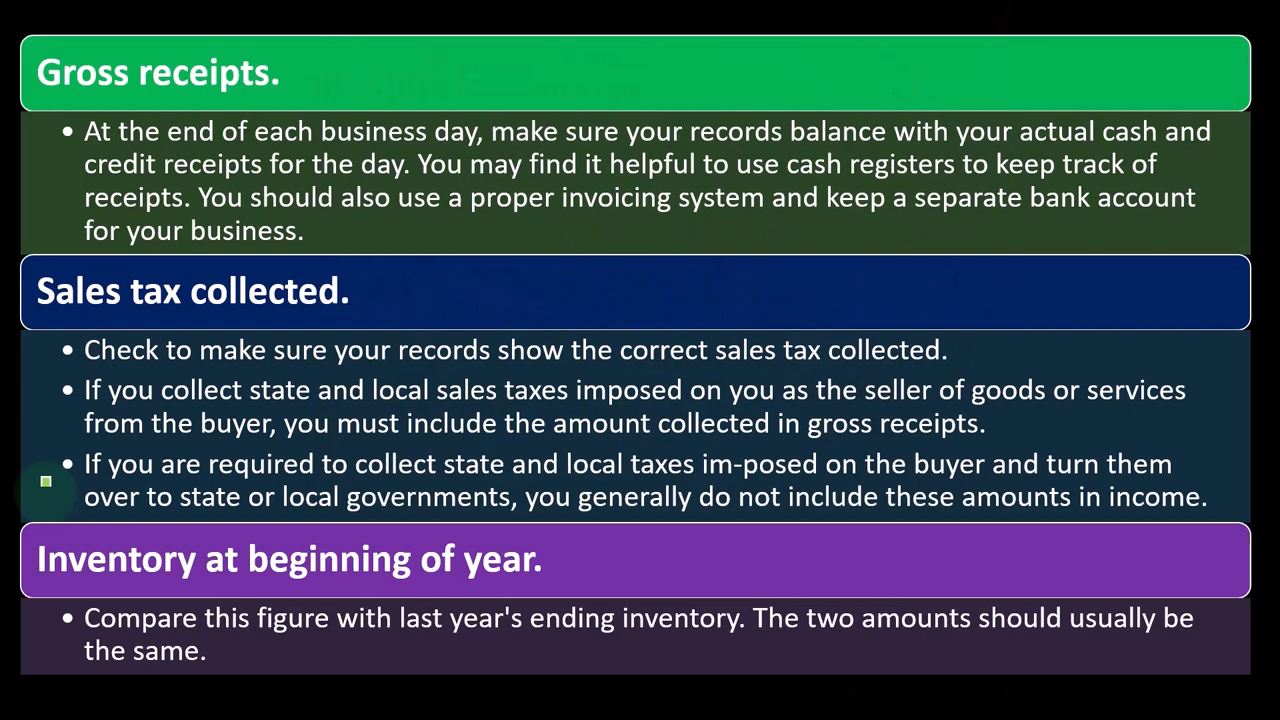 Gross receipts.
• At the end of each business day, make sure your records balance with your actual cash and
credit receipts for the day. You may find it helpful to use cash registers to keep track of
receipts. You should also use a proper invoicing system and keep a separate bank account
for your business.
Sales tax collected.
• Check to make sure your records show the correct sales tax collected.
• If you collect state and local sales taxes imposed on you as the seller of goods or services
from the buyer, you must include the amount collected in gross receipts.
• If you are required to collect state and local taxes im-posed on the buyer and turn them
over to state or local governments, you generally do not include these amounts in income.
Inventory at beginning of year.
• Compare this figure with last year's ending inventory. The two amounts should usually be
the same.